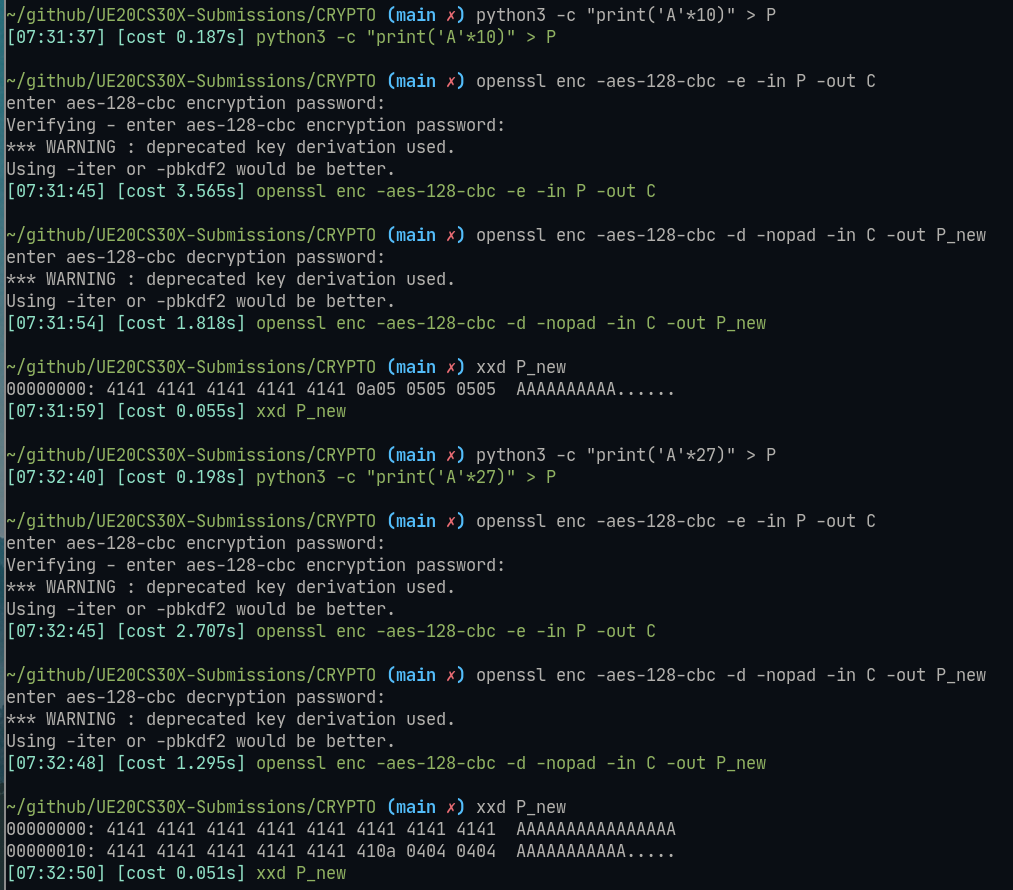 ~/github/UE20CS30X-Submissions/CRYPTO (main ✗) python3 -c "print('A'*10)" > P
[07:31:37] [cost 0.187s] python3 -c "print('A'*10)" > P
~/github/UE20CS30X-Submissions/CRYPTO (main ✗) openssl enc -aes-128-cbc -e -in P -out C
enter aes-128-cbc encryption password:
Verifying - enter aes-128-cbc encryption password:
*** WARNING : deprecated key derivation used.
Using -iter or -pbkdf2 would be better.
[07:31:45] [cost 3.565s] openssl enc -aes-128-cbc -e -in P -out C
~/github/UE20CS30X-Submissions/CRYPTO (main ✗) openssl enc -aes-128-cbc -d -nopad -in C -out P_new
enter aes-128-cbc decryption password:
*** WARNING : deprecated key derivation used.
Using -iter or -pbkdf2 would be better.
[07:31:54] [cost 1.818s] openssl enc -aes-128-cbc -d -nopad -in C -out P_new
~/github/UE20CS30X-Submissions/CRYPTO (main ✗) xxd P_new
00000000: 4141 4141 4141 4141 4141 0a05 0505 0505  AAAAAAAAAA......
[07:31:59] [cost 0.055s] xxd P_new
~/github/UE20CS30X-Submissions/CRYPTO (main ✗) python3 -c "print('A'*27)" > P
[07:32:40] [cost 0.198s] python3 -c "print('A'*27)" > P
~/github/UE20CS30X-Submissions/CRYPTO (main ✗) openssl enc -aes-128-cbc -e -in P -out C
enter aes-128-cbc encryption password:
Verifying - enter aes-128-cbc encryption password:
*** WARNING : deprecated key derivation used.
Using -iter or -pbkdf2 would be better.
[07:32:45] [cost 2.707s] openssl enc -aes-128-cbc -e -in P -out C
~/github/UE20CS30X-Submissions/CRYPTO (main ✗) openssl enc -aes-128-cbc -d -nopad -in C -out P_new
enter aes-128-cbc decryption password:
*** WARNING : deprecated key derivation used.
Using -iter or -pbkdf2 would be better.
[07:32:48] [cost 1.295s] openssl enc -aes-128-cbc -d -nopad -in C -out P_new
~/github/UE20CS30X-Submissions/CRYPTO (main ✗) xxd P_new
00000000: 4141 4141 4141 4141 4141 4141 4141 4141  AAAAAAAAAAAAAAAA
00000010: 4141 4141 4141 4141 4141 410a 0404 0404  AAAAAAAAAAA.....
[07:32:50] [cost 0.051s] xxd P_new